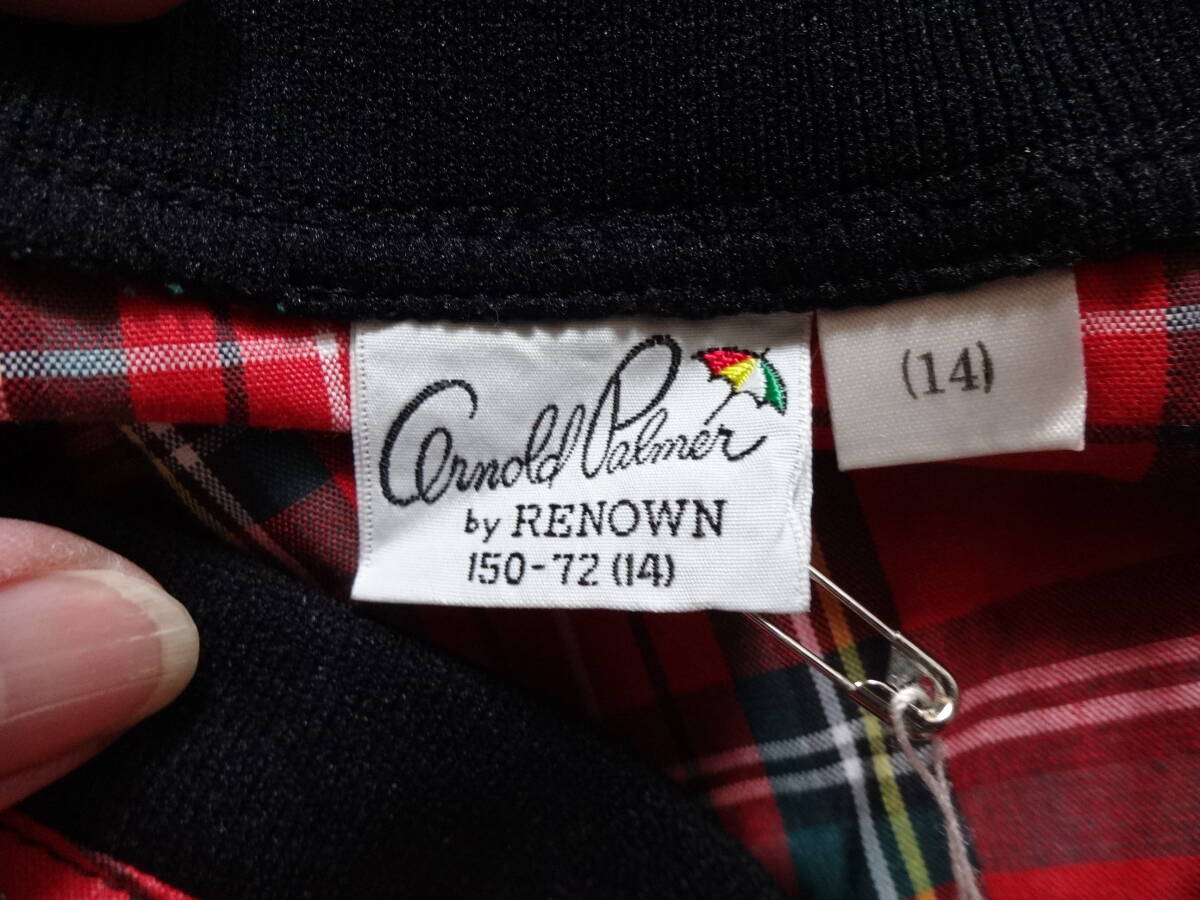 Arnold Palmer
by RENOWN
150-72 (14)
(14)